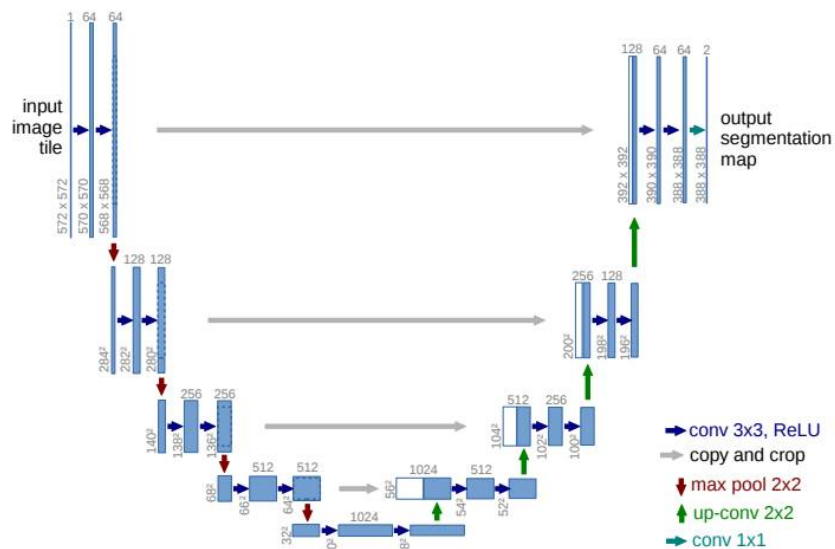 1 64 64
input
image
tile
572 x 572
570 x 570
568 x 568
128 64 64 2
output
segmentation
map
392 x 392
390 x 390
388 x 388
388 x 388
128 128
284²
282²
280²
256 128
200²
198²
196²
256 256
140²
138²
136²
512 256
104²
102²
100²
512 512
68²
66²
64²
1024 512
56²
54²
52²
1024
32²
conv 3x3, ReLU
copy and crop
max pool 2x2
up-conv 2x2
conv 1x1